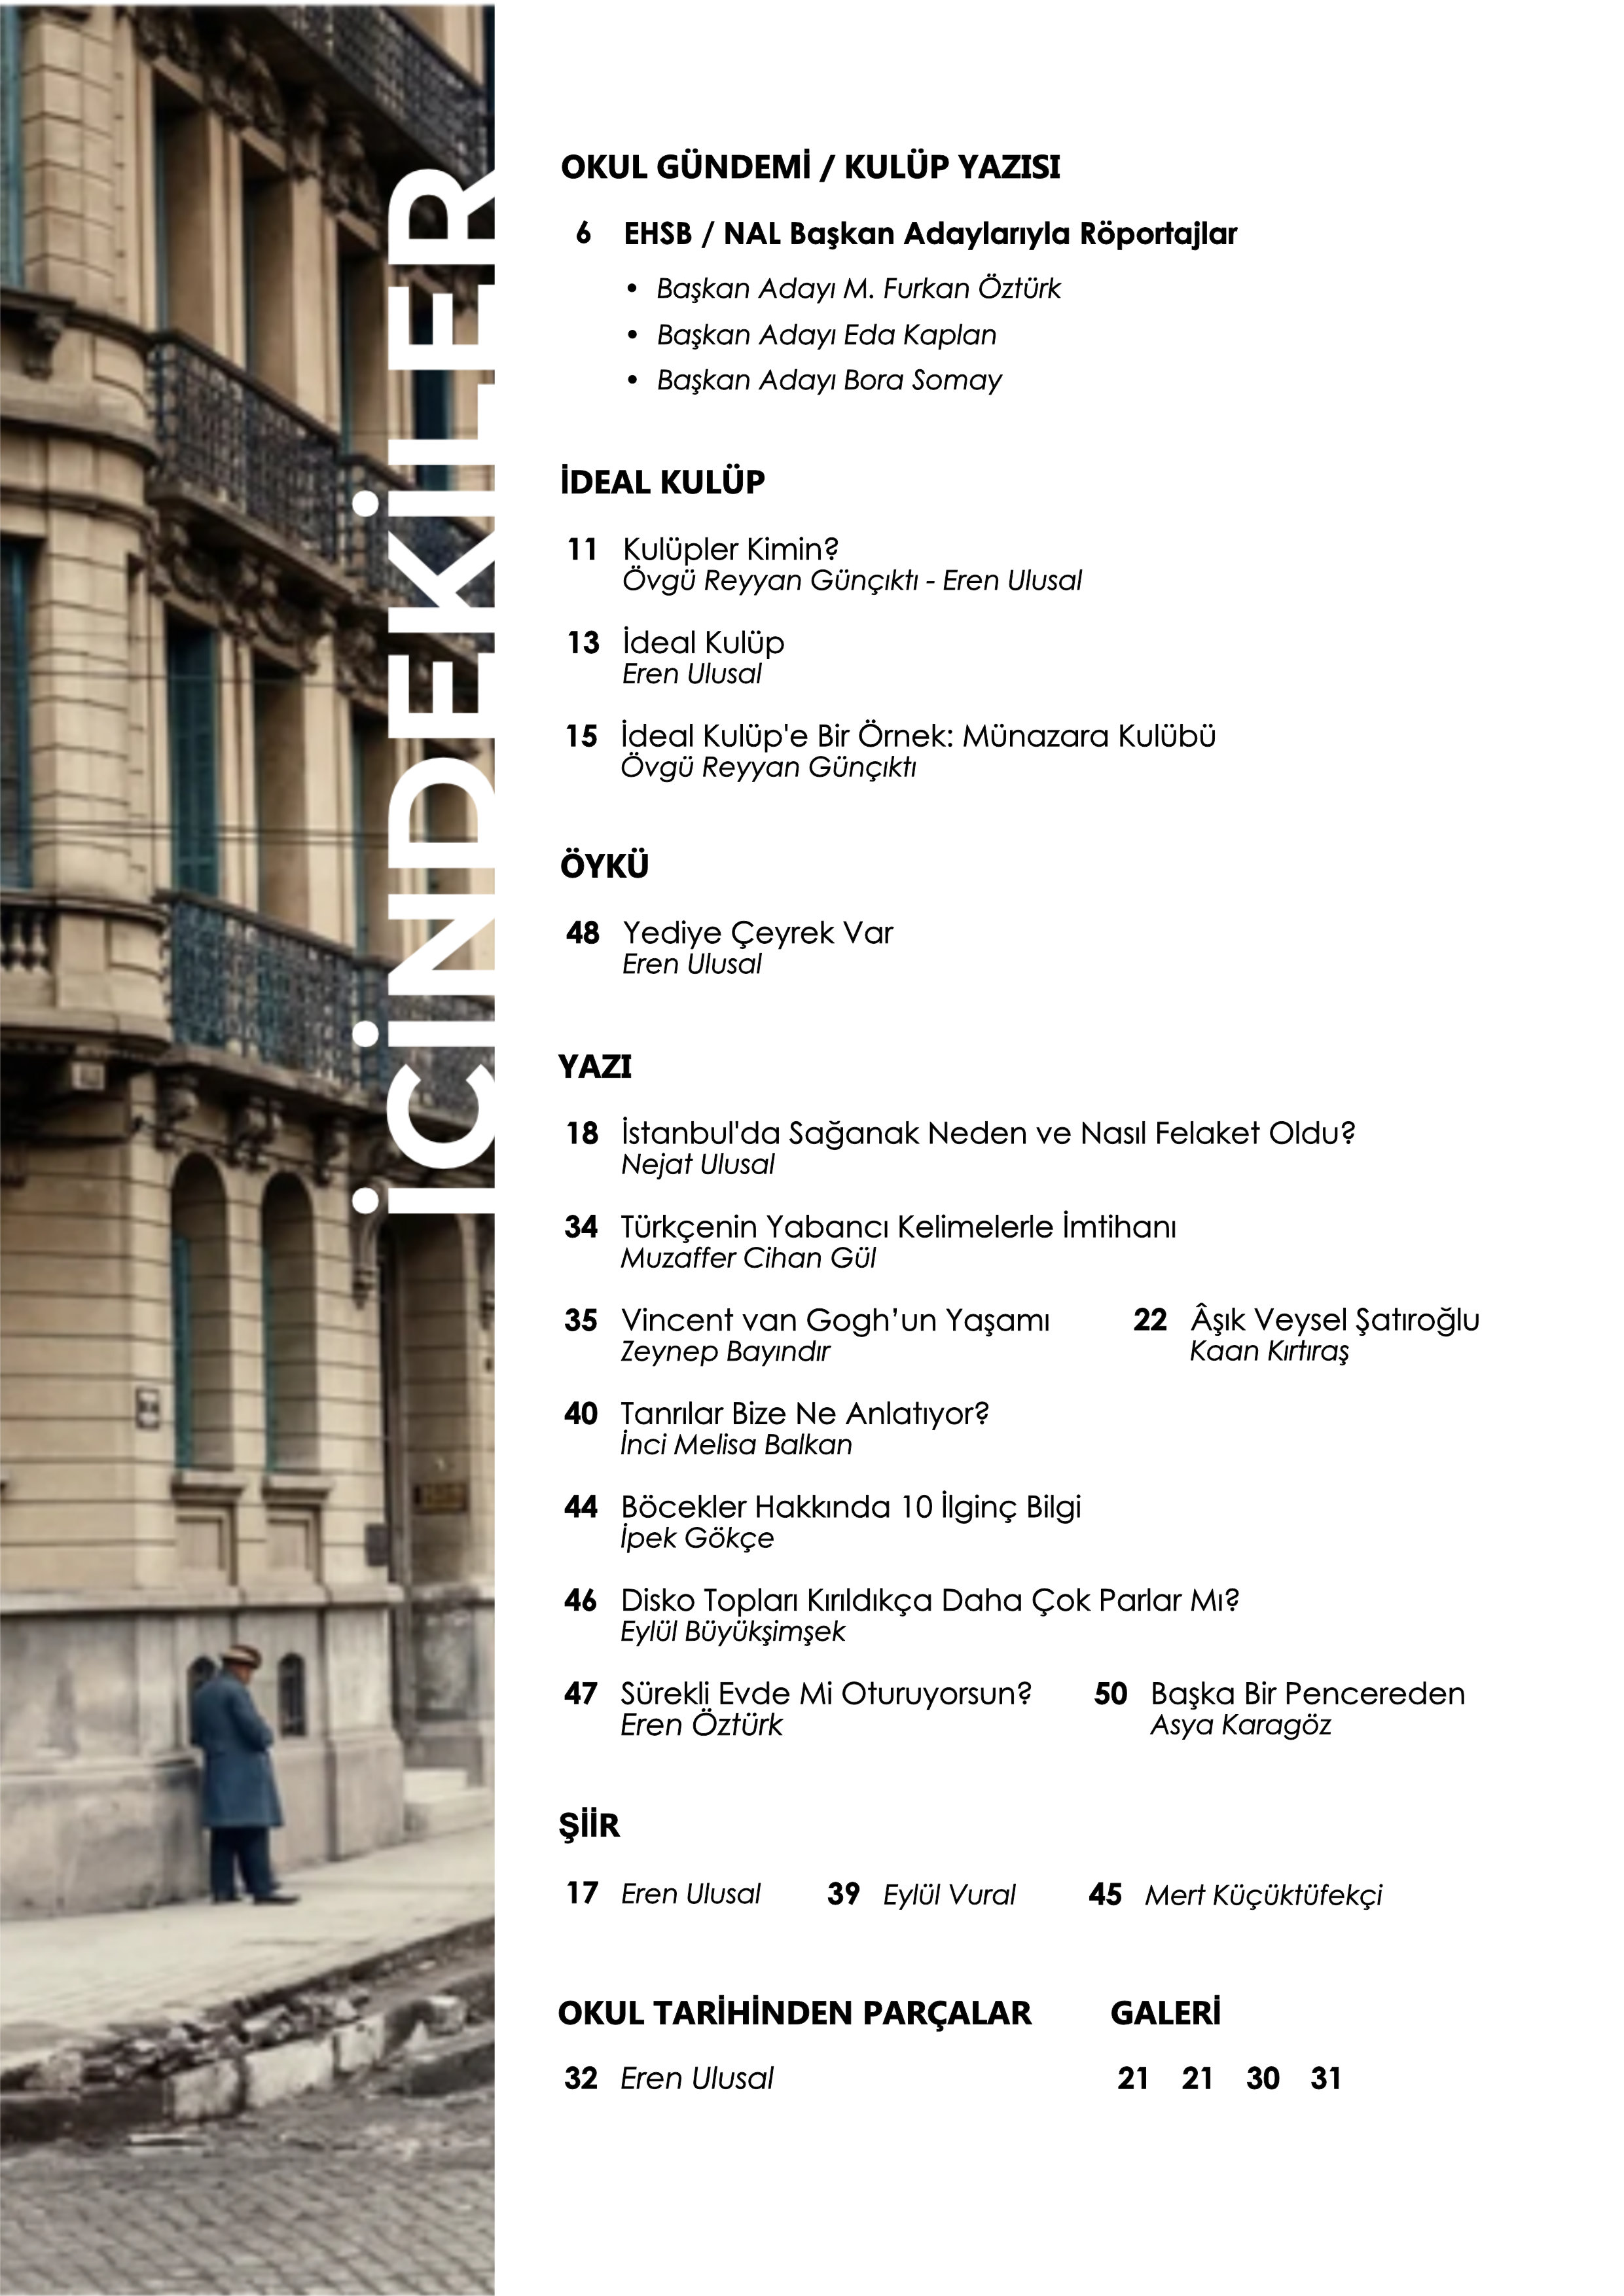 İÇİNDEKİLER
OKUL GÜNDEMİ / KULÜP YAZISI
6 EHSB / NAL Başkan Adaylarıyla Röportajlar
• Başkan Adayı M. Furkan Öztürk
• Başkan Adayı Eda Kaplan
• Başkan Adayı Bora Somay
İDEAL KULÜP
11 Kulüpler Kimin?
Övgü Reyyan Günçıktı - Eren Ulusal
13 İdeal Kulüp
Eren Ulusal
15 İdeal Kulüp'e Bir Örnek: Münazara Kulübü
Övgü Reyyan Günçıktı
ÖYKÜ
48 Yediye Çeyrek Var
Eren Ulusal
YAZI
18 İstanbul'da Sağanak Neden ve Nasıl Felaket Oldu?
Nejat Ulusal
34 Türkçenin Yabancı Kelimelerle İmtihanı
Muzaffer Cihan Gül
35 Vincent van Gogh’un Yaşamı
Zeynep Bayındır
22 Âşık Veysel Şatıroğlu
Kaan Kırtıraş
40 Tanrılar Bize Ne Anlatıyor?
İnci Melisa Balkan
44 Böcekler Hakkında 10 İlginç Bilgi
İpek Gökçe
46 Disko Topları Kırıldıkça Daha Çok Parlar Mı?
Eylül Büyükşimşek
47 Sürekli Evde Mi Oturuyorsun?
Eren Öztürk
50 Başka Bir Pencereden
Asya Karagöz
ŞİİR
17 Eren Ulusal 39 Eylül Vural 45 Mert Küçüktüfekçi
OKUL TARİHİNDEN PARÇALAR
32 Eren Ulusal
GALERİ
21 21 30 31